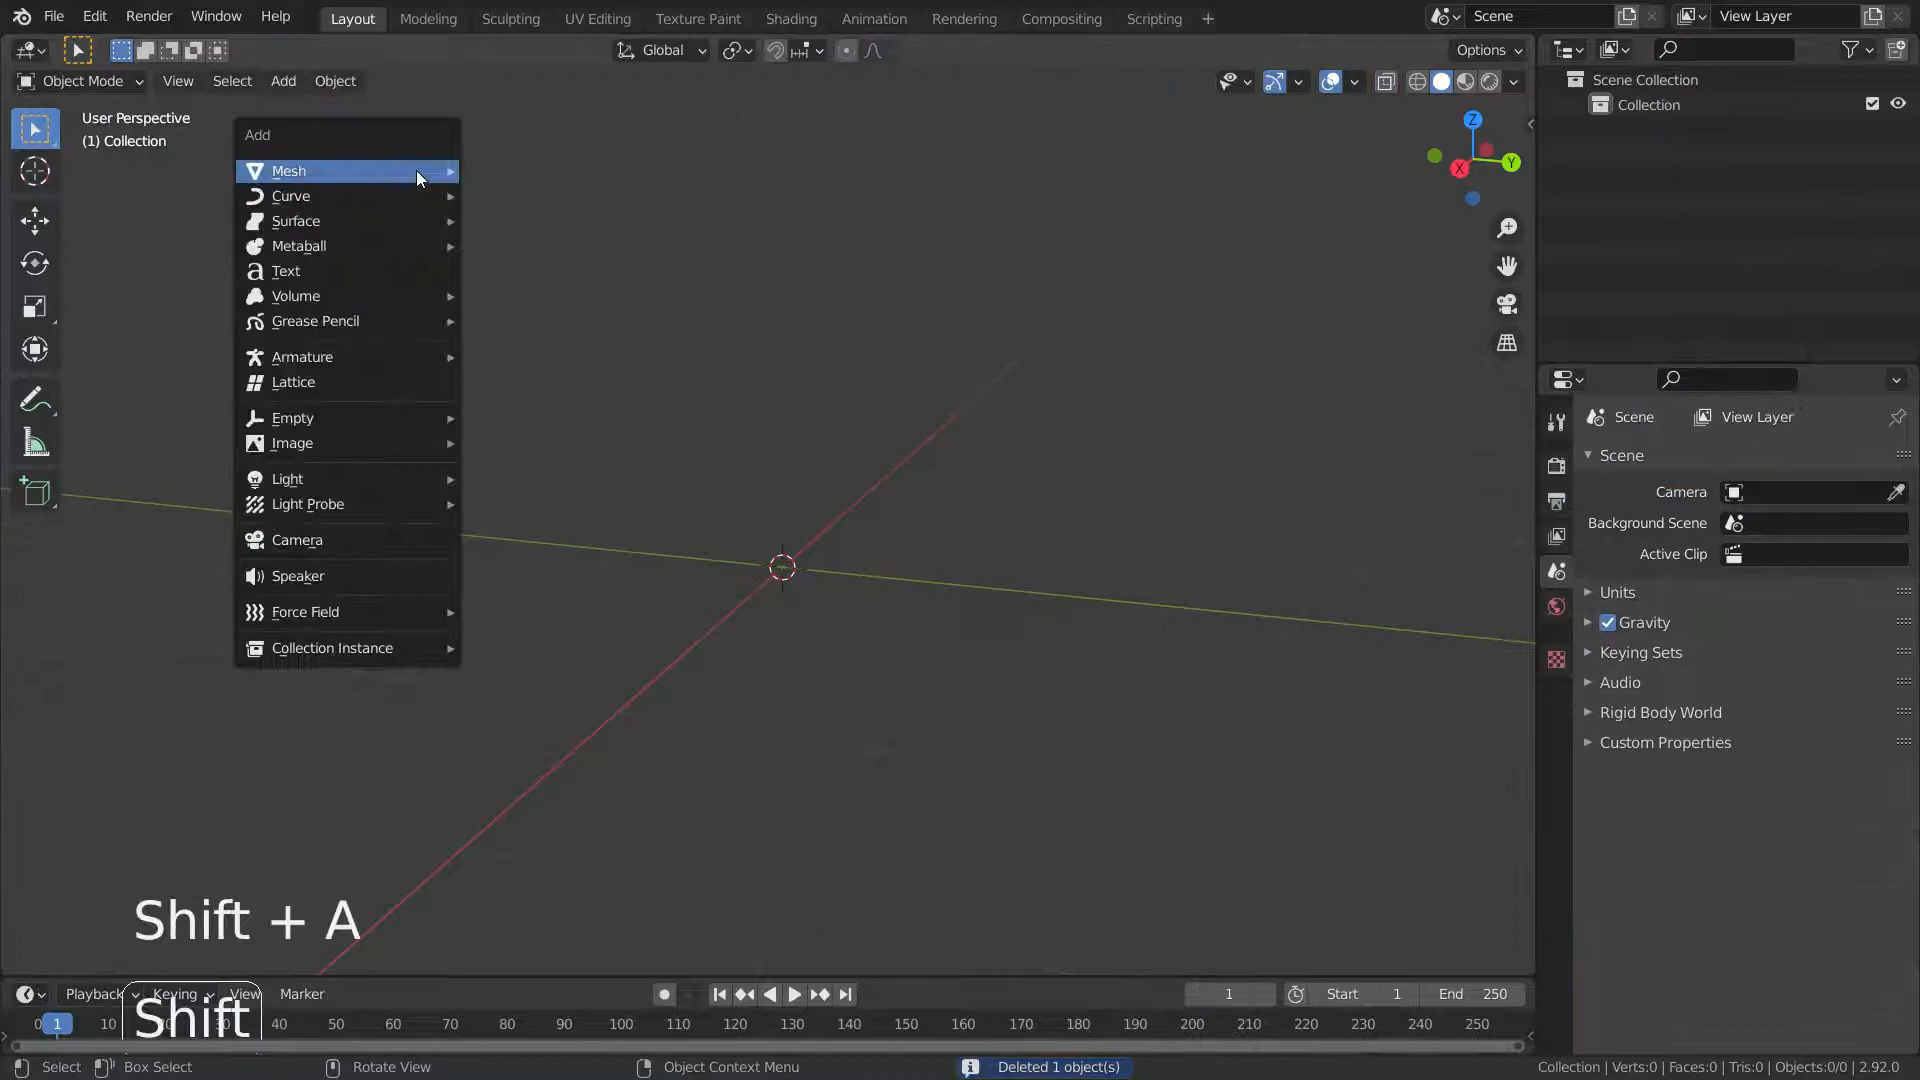 File Edit Render Window Help Layout Modeling Sculpting UV Editing Texture Paint Shading Animation Rendering Compositing Scripting + Scene View Layer
Global Options
Object Mode View Select Add Object
Scene Collection
Collection
User Perspective
(1) Collection
Z
Y
X
Add
Mesh
Curve
Surface
Metaball
Text
Volume
Grease Pencil
Armature
Lattice
Empty
Image
Light
Light Probe
Camera
Speaker
Force Field
Collection Instance
Scene View Layer
Scene
Camera
Background Scene
Active Clip
Units
Gravity
Keying Sets
Audio
Rigid Body World
Custom Properties
Shift + A
Shift
Playback Keying View Marker 1 Start 1 End 250
0 1 10 30 40 50 60 70 80 90 100 110 120 130 140 150 160 170 180 190 200 210 220 230 240 250
Select Box Select Rotate View Object Context Menu Deleted 1 object(s) Collection | Verts:0 | Faces:0 | Tris:0 | Objects:0/0 | 2.92.0